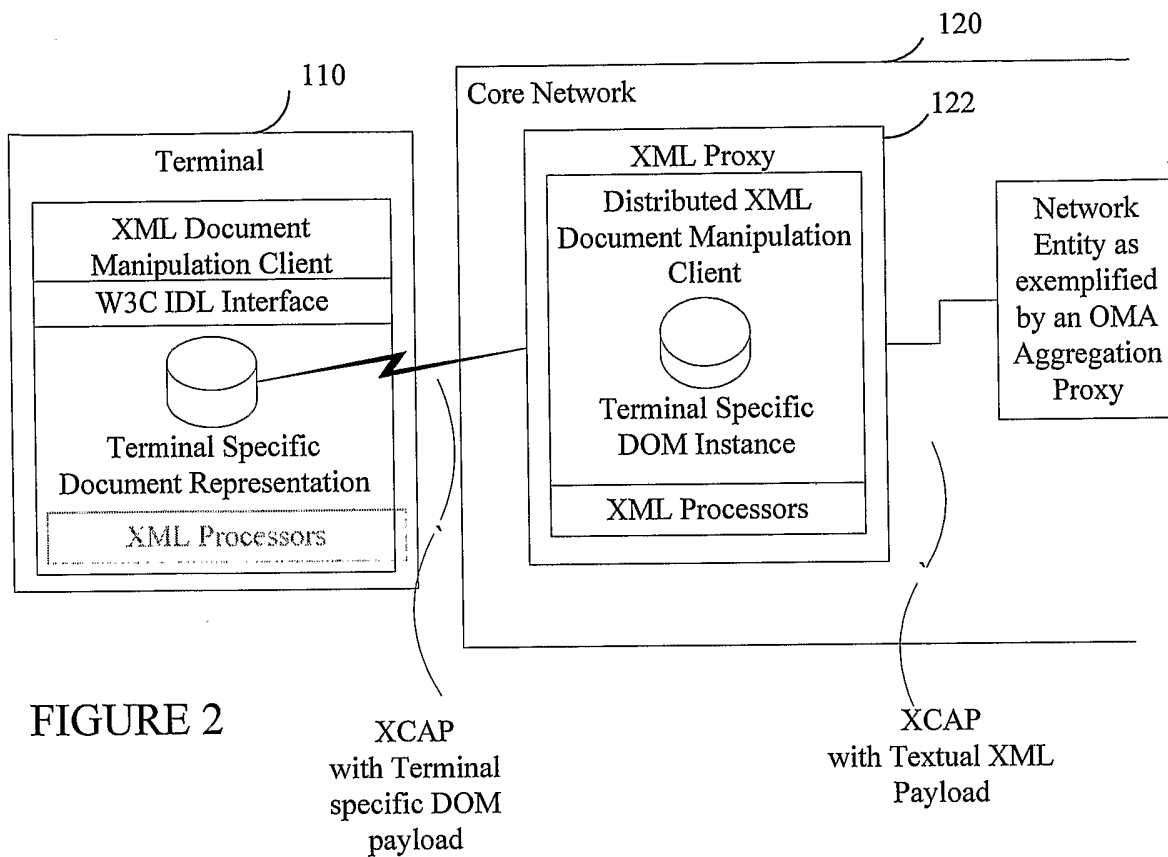 120
110
Core Network
122
Terminal
XML Proxy
XML Document
Manipulation Client
W3C IDL Interface
Terminal Specific
Document Representation
XML Processors
Distributed XML
Document Manipulation
Client
Terminal Specific
DOM Instance
XML Processors
Network
Entity as
exemplified
by an OMA
Aggregation
Proxy
FIGURE 2
XCAP
with Terminal
specific DOM
payload
XCAP
with Textual XML
Payload